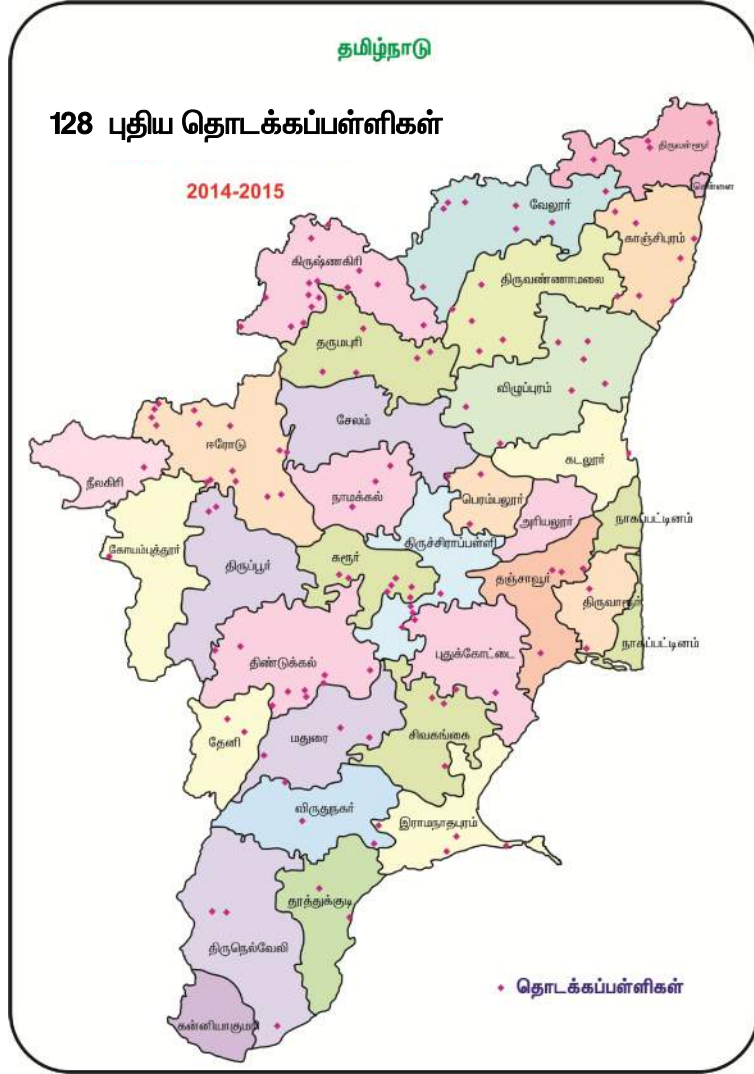 தமிழ்நாடு
128 புதிய தொடக்கப்பள்ளிகள்
2014-2015
திருவள்ளூர்
சென்னை
வேலூர்
காஞ்சிபுரம்
கிருஷ்ணகிரி
திருவண்ணாமலை
தருமபுரி
விழுப்புரம்
சேலம்
ஈரோடு
கடலூர்
நீலகிரி
நாமக்கல்
பெரம்பலூர்
அரியலூர்
நாகப்பட்டினம்
திருச்சிராப்பள்ளி
கோயம்புத்தூர்
திருப்பூர்
கரூர்
தஞ்சாவூர்
திருவாரூர்
நாகப்பட்டினம்
புதுக்கோட்டை
திண்டுக்கல்
தேனி
மதுரை
சிவகங்கை
விருதுநகர்
இராமநாதபுரம்
தூத்துக்குடி
திருநெல்வேலி
தொடக்கப்பள்ளிகள்
கன்னியாகுமரி